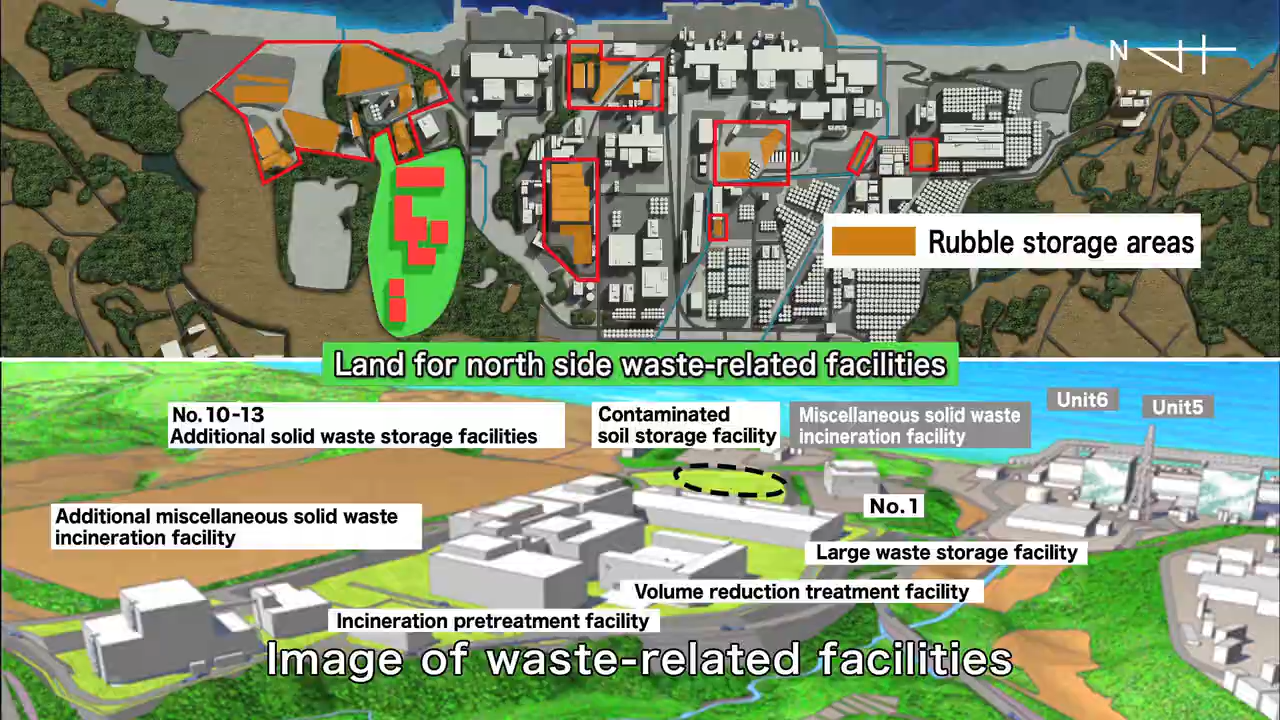 N
Rubble storage areas
Land for north side waste-related facilities
No.10-13
Additional solid waste storage facilities
Contaminated
soil storage facility
Miscellaneous solid waste
incineration facility
Unit6
Unit5
Additional miscellaneous solid waste
incineration facility
No.1
Large waste storage facility
Volume reduction treatment facility
Incineration pretreatment facility
Image of waste-related facilities